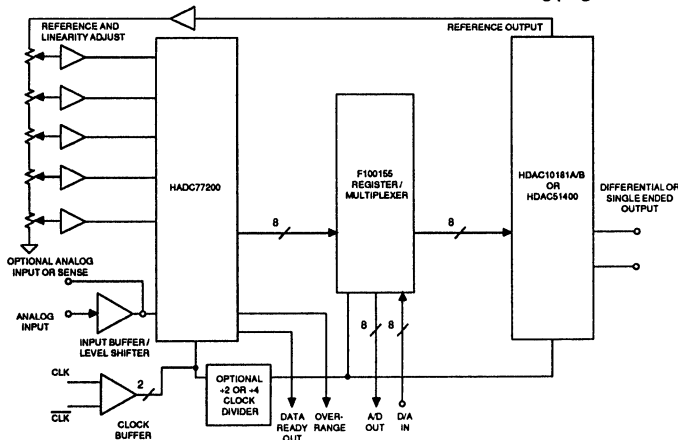 REFERENCE AND
LINEARITY ADJUST
REFERENCE OUTPUT
HADC77200
F100155
REGISTER/
MULTIPLEXER
HDAC10181A/B
OR
HDAC51400
DIFFERENTIAL OR
SINGLE ENDED
OUTPUT
8
8
OPTIONAL ANALOG
INPUT OR SENSE
ANALOG
INPUT
INPUT BUFFER/
LEVEL SHIFTER
8
8
CLK
CLK
2
CLOCK
BUFFER
OPTIONAL
÷2 OR ÷4
CLOCK
DIVIDER
DATA
READY
OUT
OVER-
RANGE
A/D
OUT
D/A
IN